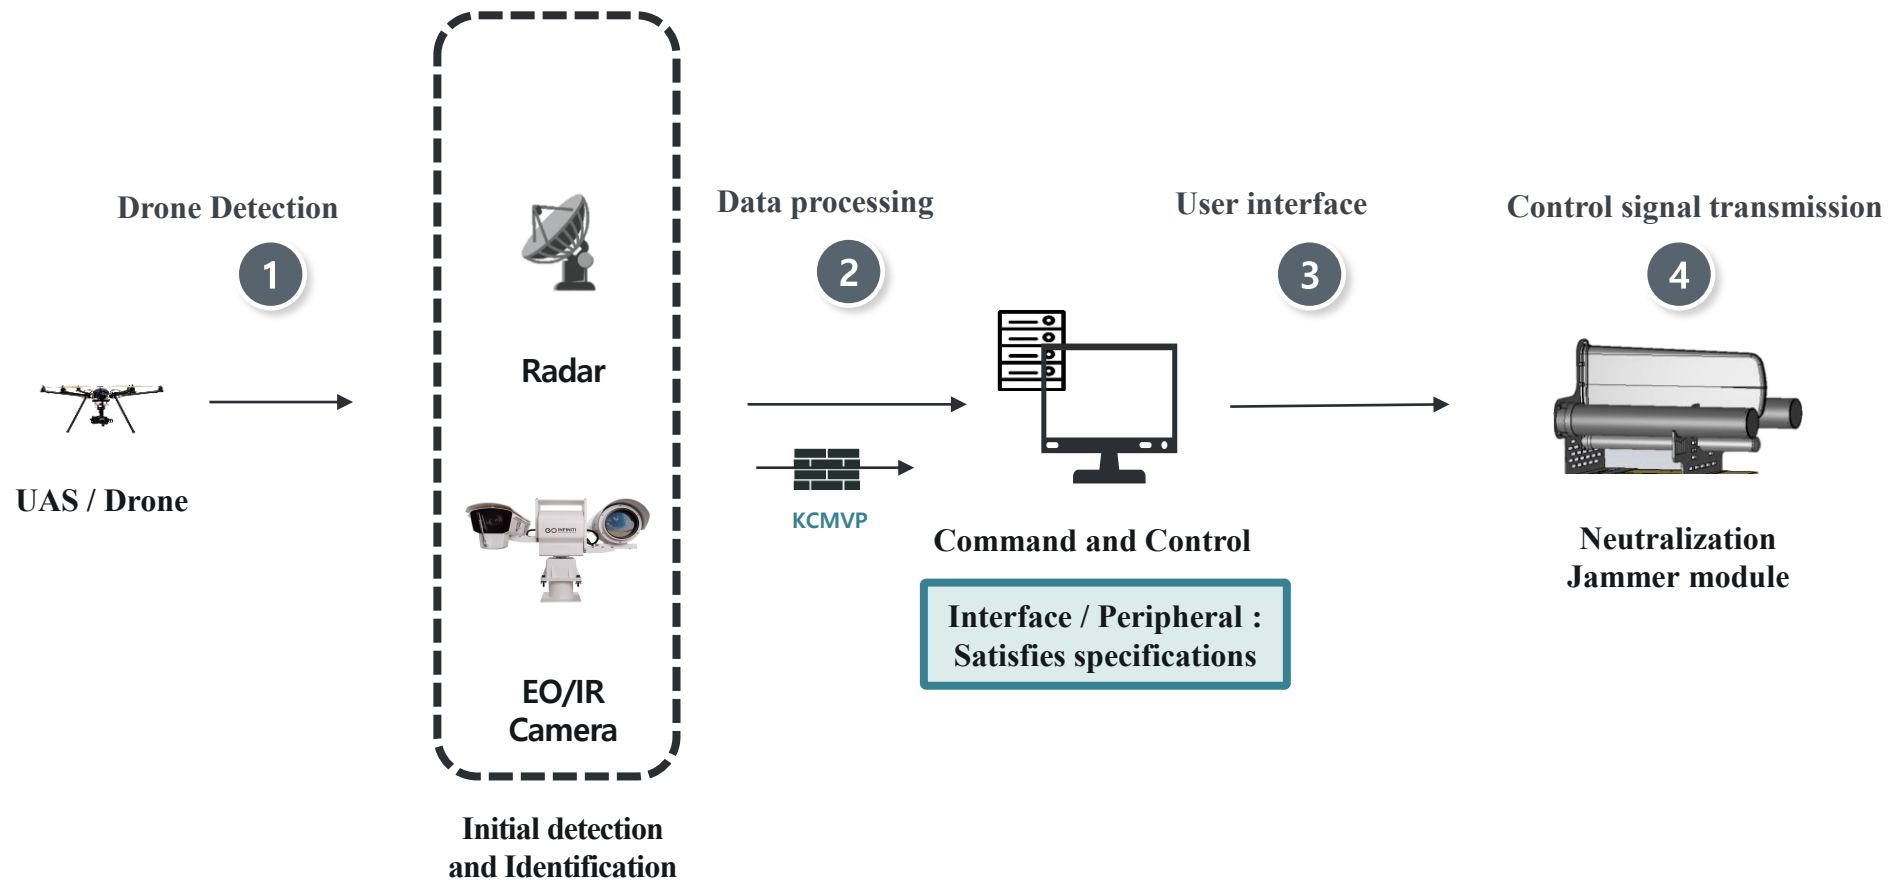 Drone Detection
1
UAS / Drone
Radar
INFINITI
EO/IR
Camera
Initial detection
and Identification
Data processing
2
KCMVP
User interface
3
Command and Control
Interface / Peripheral :
Satisfies specifications
Control signal transmission
4
Neutralization
Jammer module